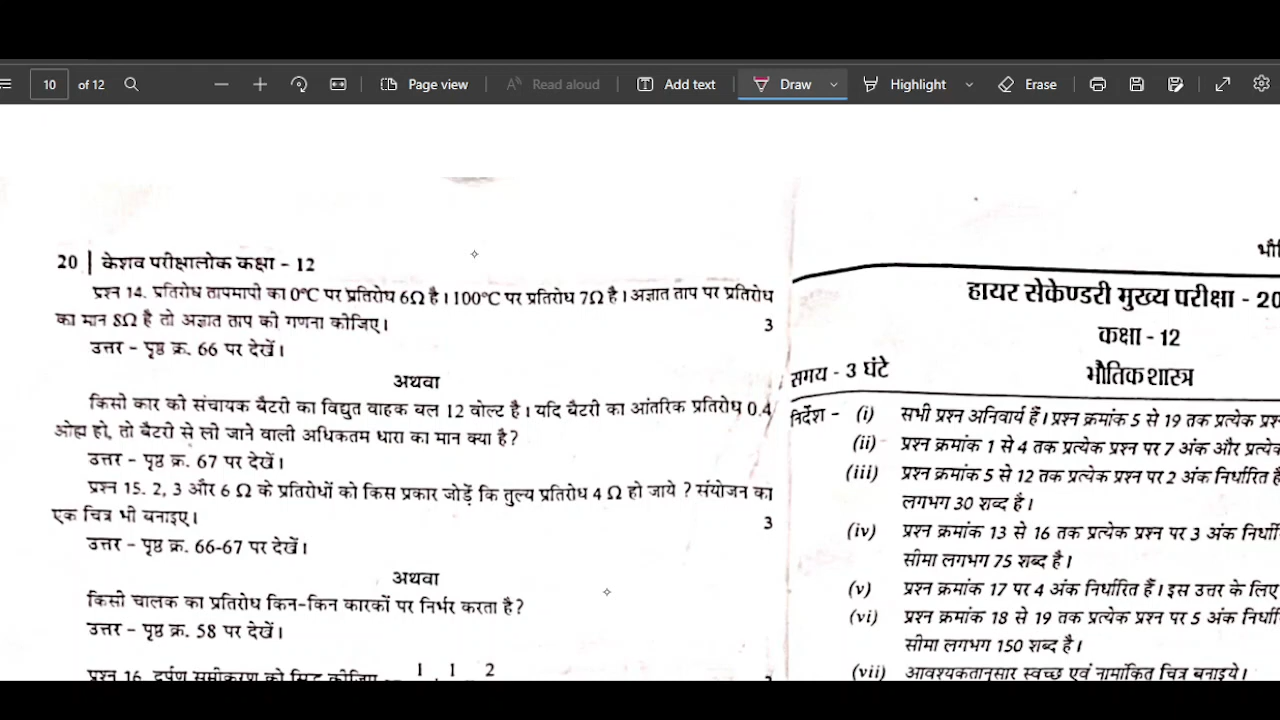 10 of 12 Page view Read aloud Add text Draw Highlight Erase
20 | केशव परीक्षालोक कक्षा - 12
प्रश्न 14. प्रतिरोध तापमापी का 0°C पर प्रतिरोध 6Ω है। 100°C पर प्रतिरोध 7Ω है। अज्ञात ताप पर प्रतिरोध
का मान 8Ω है तो अज्ञात ताप की गणना कीजिए। 3
उत्तर - पृष्ठ क्र. 66 पर देखें।
अथवा
किसी कार की संचायक बैटरी का विद्युत वाहक बल 12 वोल्ट है। यदि बैटरी का आंतरिक प्रतिरोध 0.4
ओह्म हो, तो बैटरी से ली जाने वाली अधिकतम धारा का मान क्या है?
उत्तर - पृष्ठ क्र. 67 पर देखें।
प्रश्न 15. 2, 3 और 6 Ω के प्रतिरोधों को किस प्रकार जोड़ें कि तुल्य प्रतिरोध 4 Ω हो जाये ? संयोजन का
एक चित्र भी बनाइए। 3
उत्तर - पृष्ठ क्र. 66-67 पर देखें।
अथवा
किसी चालक का प्रतिरोध किन-किन कारकों पर निर्भर करता है?
उत्तर - पृष्ठ क्र. 58 पर देखें।
प्रश्न 16. दर्पण समीकरण को सिद्ध कीजिए 1 1 2
हायर सेकेण्डरी मुख्य परीक्षा - 20
कक्षा - 12
समय - 3 घंटे
भौतिक शास्त्र
निर्देश - (i) सभी प्रश्न अनिवार्य हैं। प्रश्न क्रमांक 5 से 19 तक प्रत्येक
(ii) प्रश्न क्रमांक 1 से 4 तक प्रत्येक प्रश्न पर 7 अंक और
(iii) प्रश्न क्रमांक 5 से 12 तक प्रत्येक प्रश्न पर 2 अंक निर्धारित
लगभग 30 शब्द है।
(iv) प्रश्न क्रमांक 13 से 16 तक प्रत्येक प्रश्न पर 3 अंक
सीमा लगभग 75 शब्द है।
(v) प्रश्न क्रमांक 17 पर 4 अंक निर्धारित हैं। इस उत्तर के लिए
(vi) प्रश्न क्रमांक 18 से 19 तक प्रत्येक प्रश्न पर 5 अंक
सीमा लगभग 150 शब्द है।
(vii) आवश्यकतानुसार स्वच्छ एवं नामांकित चित्र बनाइये।